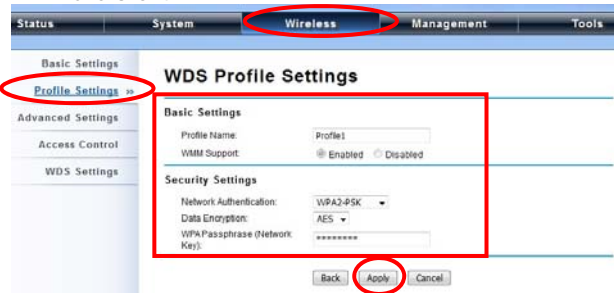 Status System Wireless Management Tools
Basic Settings
Profile Settings »
Advanced Settings
Access Control
WDS Settings
WDS Profile Settings
Basic Settings
Profile Name: Profile1
WMM Support: Enabled Disabled
Security Settings
Network Authentication: WPA2-PSK
Data Encryption: AES
WPA Passphrase (Network
Key): ********
Back Apply Cancel